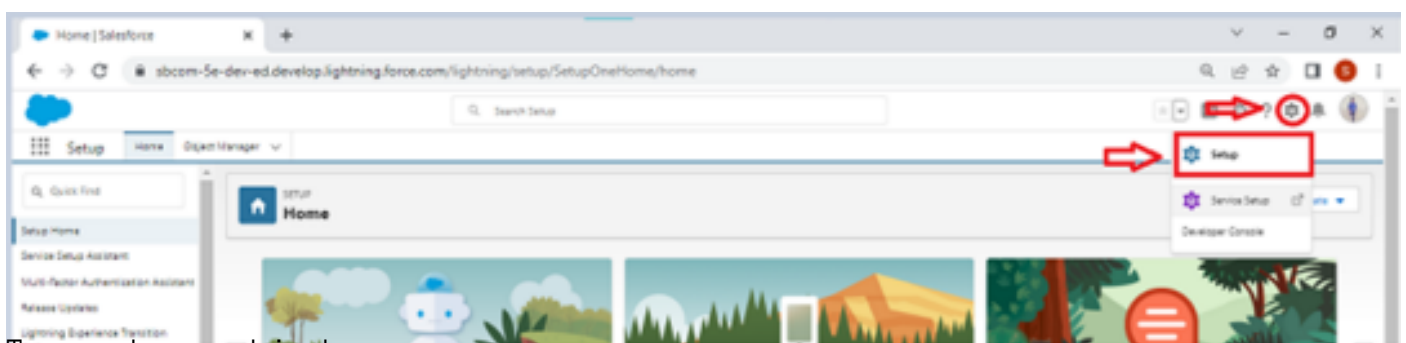 Home | Salesforce
sbcom-5e-dev-ed.develop.lightning.force.com/lightning/setup/SetupOneHome/home
S
Search Setup
?
Setup Home Object Manager
Setup
Quick Find
SETUP
Home
Service Setup
Setup Home
Developer Console
Service Setup Assistant
Multi-Factor Authentication Assistant
Release Updates
Lightning Experience Transition